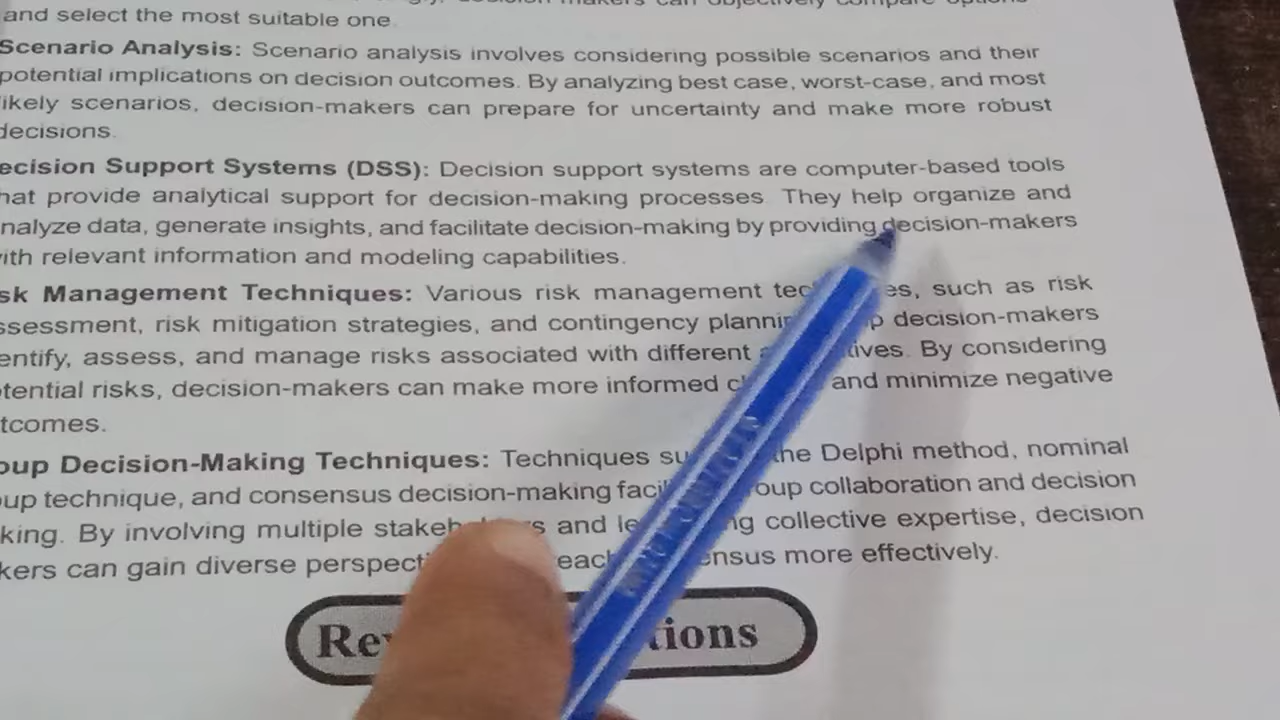 and select the most suitable one.
Scenario Analysis: Scenario analysis involves considering possible scenarios and their
potential implications on decision outcomes. By analyzing best case, worst-case, and most
ikely scenarios, decision-makers can prepare for uncertainty and make more robust
decisions.
ecision Support Systems (DSS): Decision support systems are computer-based tools
hat provide analytical support for decision-making processes. They help organize and
nalyze data, generate insights, and facilitate decision-making by providing decision-makers
ith relevant information and modeling capabilities.
sk Management Techniques: Various risk management such as risk
ssessment, risk mitigation strategies, and contingency decision-makers
entify, assess, and manage risks associated with different By considering
tential risks, decision-makers can make more informed and minimize negative
tcomes.
oup Decision-Making Techniques: Techniques the Delphi method, nominal
oup technique, and consensus decision-making oup collaboration and decision
king. By involving multiple and collective expertise, decision
kers can gain diverse more effectively.